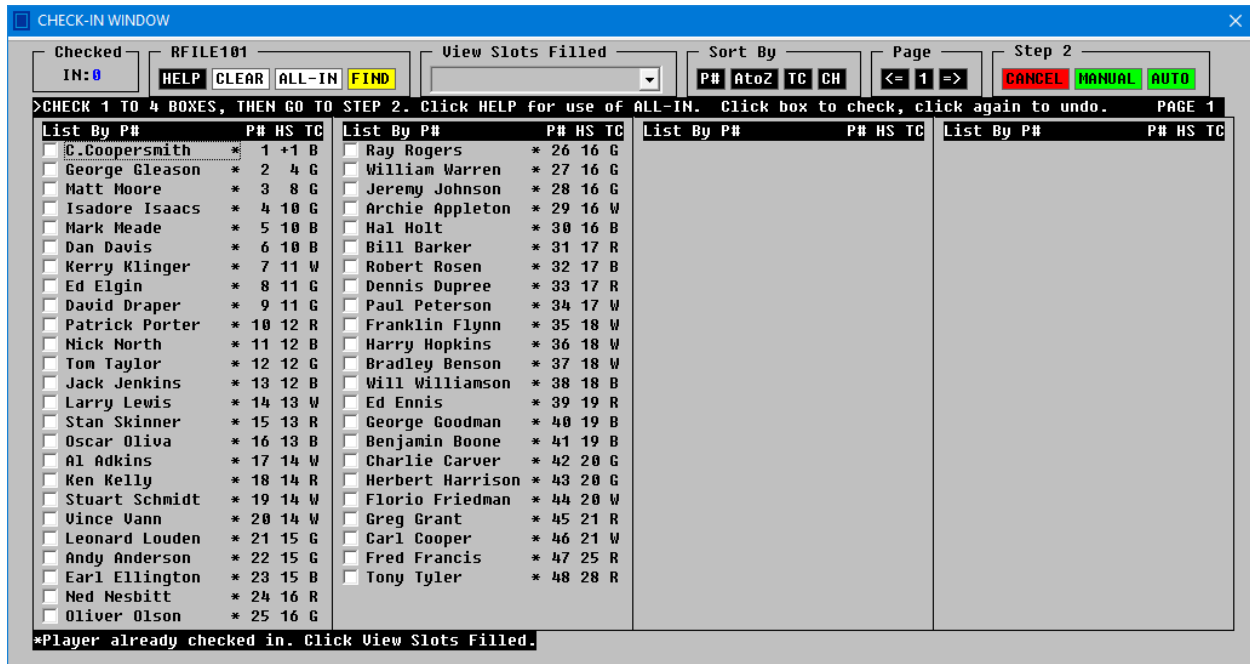 CHECK-IN WINDOW
Checked RFILE101 View Slots Filled Sort By Page Step 2
IN:0 HELP CLEAR ALL-IN FIND P# AtoZ TC CH <= 1 => CANCEL MANUAL AUTO
>CHECK 1 TO 4 BOXES, THEN GO TO STEP 2. Click HELP for use of ALL-IN. Click box to check, click again to undo. PAGE 1
List By P# P# HS TC
C.Coopersmith * 1 +1 B
George Gleason * 2 4 G
Matt Moore * 3 8 G
Isadore Isaacs * 4 10 G
Mark Meade * 5 10 B
Dan Davis * 6 10 B
Kerry Klinger * 7 11 W
Ed Elgin * 8 11 G
David Draper * 9 11 G
Patrick Porter * 10 12 R
Nick North * 11 12 B
Tom Taylor * 12 12 G
Jack Jenkins * 13 12 B
Larry Lewis * 14 13 W
Stan Skinner * 15 13 R
Oscar Oliva * 16 13 B
Al Adkins * 17 14 W
Ken Kelly * 18 14 R
Stuart Schmidt * 19 14 W
Vince Vann * 20 14 W
Leonard Louden * 21 15 G
Andy Anderson * 22 15 G
Earl Ellington * 23 15 B
Ned Nesbitt * 24 16 R
Oliver Olson * 25 16 G
List By P# P# HS TC
Ray Rogers * 26 16 G
William Warren * 27 16 G
Jeremy Johnson * 28 16 G
Archie Appleton * 29 16 W
Hal Holt * 30 16 B
Bill Barker * 31 17 R
Robert Rosen * 32 17 B
Dennis Dupree * 33 17 R
Paul Peterson * 34 17 W
Franklin Flynn * 35 18 W
Harry Hopkins * 36 18 W
Bradley Benson * 37 18 W
Will Williamson * 38 18 B
Ed Ennis * 39 19 R
George Goodman * 40 19 B
Benjamin Boone * 41 19 B
Charlie Carver * 42 20 G
Herbert Harrison * 43 20 G
Florio Friedman * 44 20 W
Greg Grant * 45 21 R
Carl Cooper * 46 21 W
Fred Francis * 47 25 R
Tony Tyler * 48 28 R
List By P# P# HS TC
List By P# P# HS TC
*Player already checked in. Click View Slots Filled.